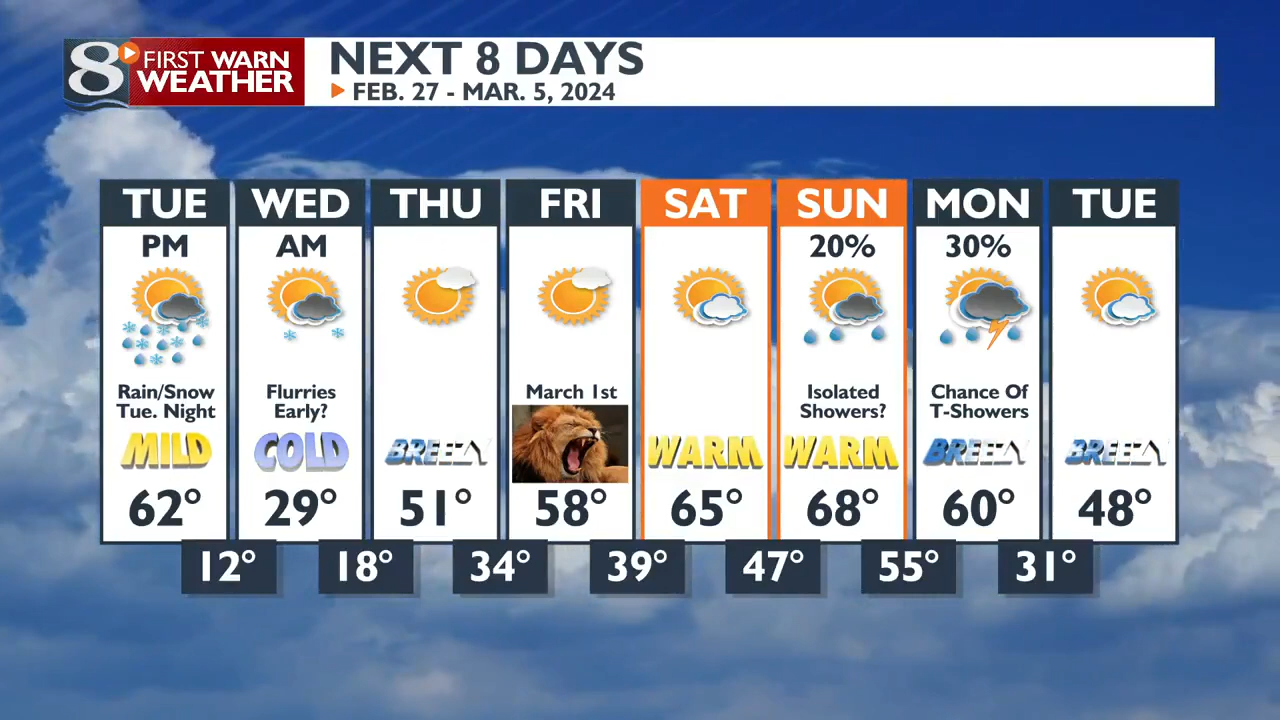 8 FIRST WARN
WEATHER
NEXT 8 DAYS
FEB. 27 - MAR. 5, 2024
TUE
PM
Rain/Snow
Tue. Night
MILD
62°
WED
AM
Flurries
Early?
COLD
29°
THU
BREEZY
51°
FRI
March 1st
58°
SAT
WARM
65°
SUN
20%
Isolated
Showers?
WARM
68°
MON
30%
Chance Of
T-Showers
BREEZY
60°
TUE
BREEZY
48°
12°
18°
34°
39°
47°
55°
31°